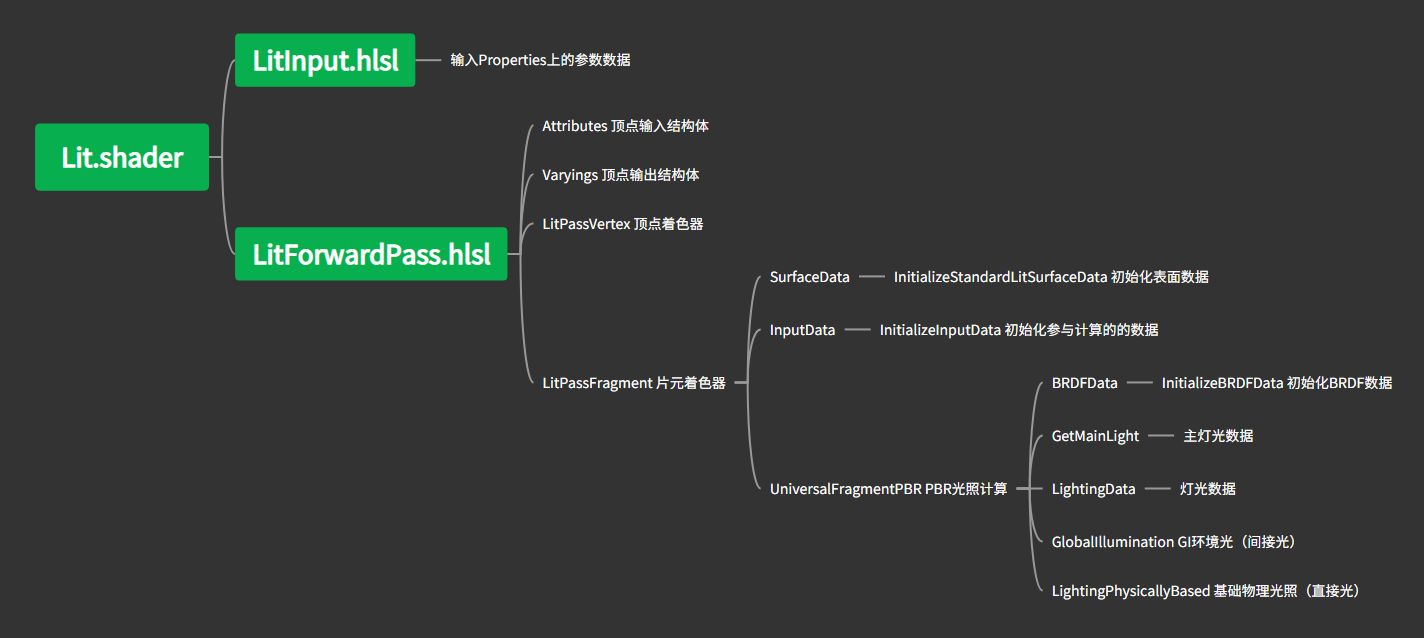 Lit.shader
LitInput.hlsl
输入Properties上的参数数据
LitForwardPass.hlsl
Attributes 顶点输入结构体
Varyings 顶点输出结构体
LitPassVertex 顶点着色器
LitPassFragment 片元着色器
SurfaceData
InitializeStandardLitSurfaceData 初始化表面数据
InputData
InitializeInputData 初始化参与计算的的数据
UniversalFragmentPBR PBR光照计算
BRDFData
InitializeBRDFData 初始化BRDF数据
GetMainLight
主灯光数据
LightingData
灯光数据
GlobalIllumination GI环境光（间接光）
LightingPhysicallyBased 基础物理光照（直接光）